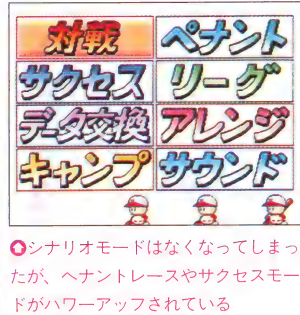 対戦 ペナント
サクセス リーグ
データ交換 アレンジ
キャンプ サウンド
シナリオモードはなくなってしまっ
たが、ペナントレースやサクセスモー
ドがパワーアップされている